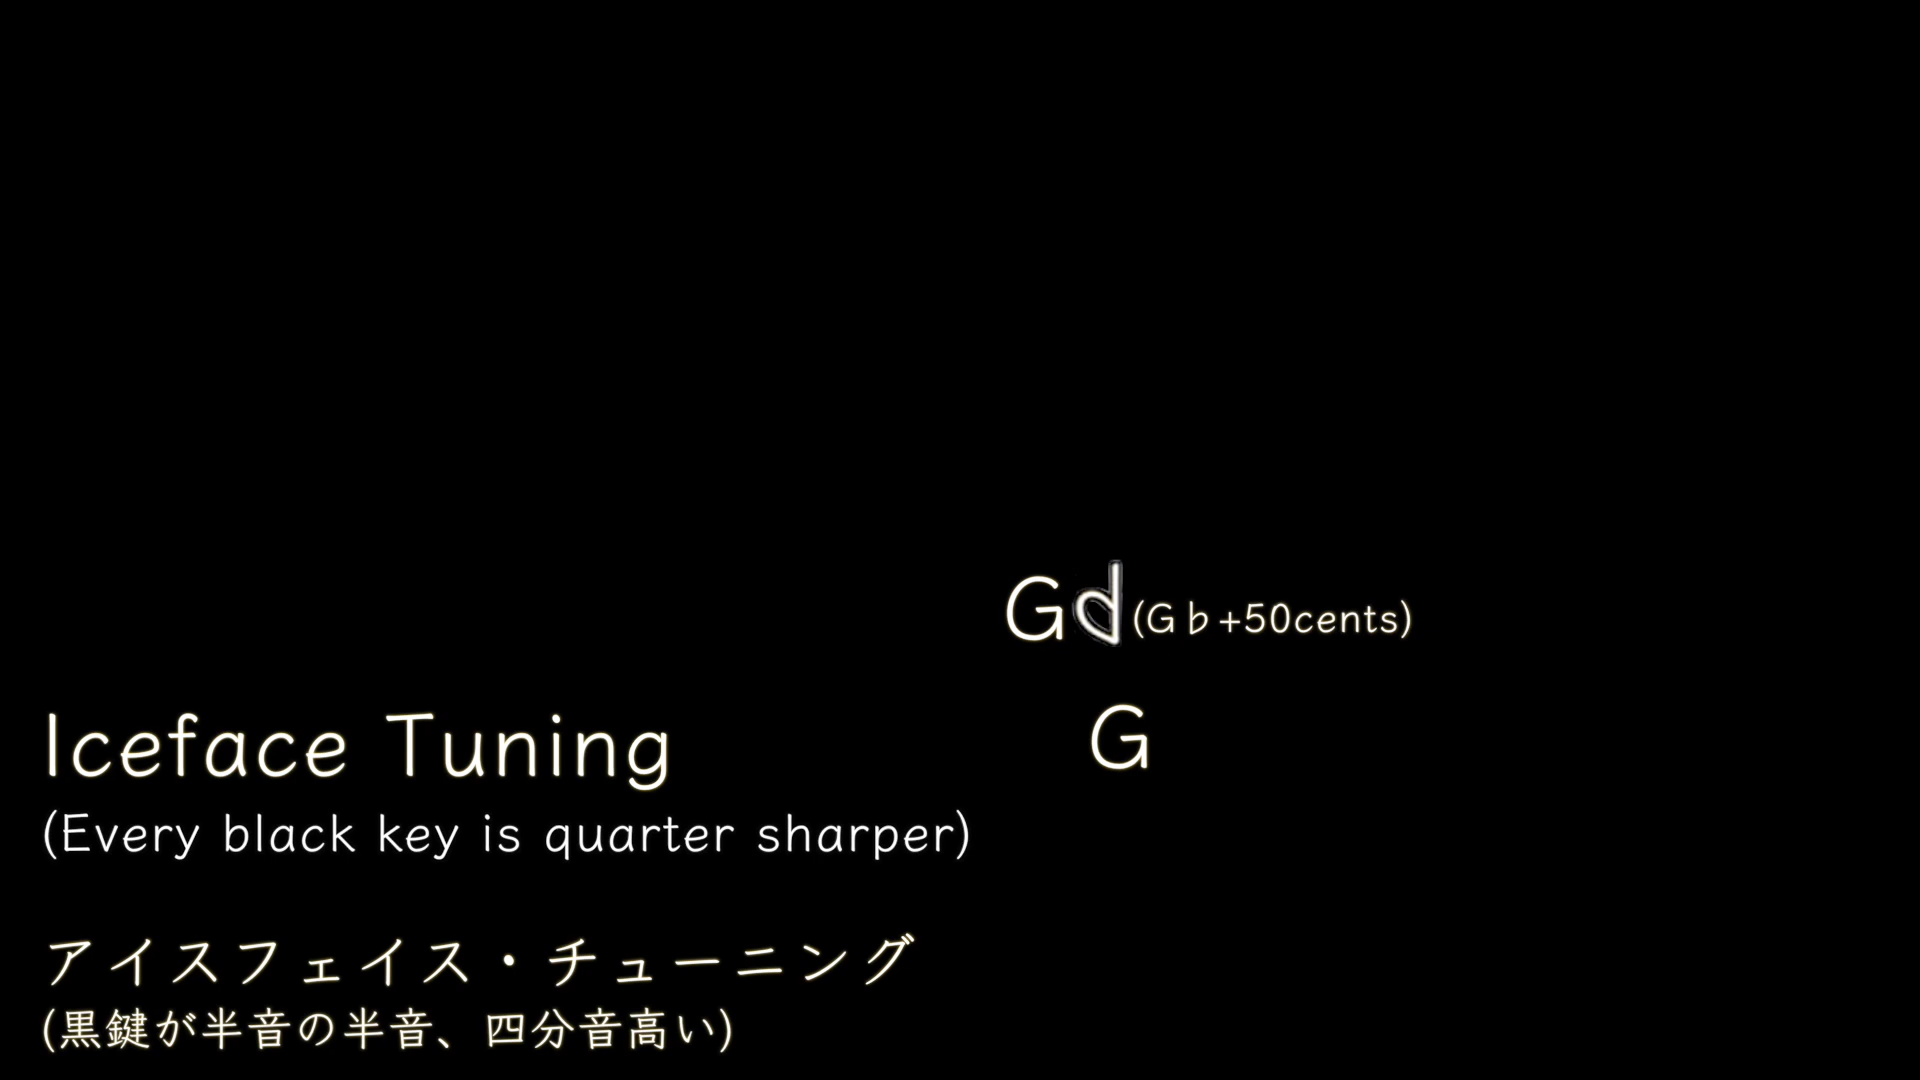 G𝄳(G♭+50cents)
G
Iceface Tuning
(Every black key is quarter sharper)
アイスフェイス・チューニング
(黒鍵が半音の半音、四分音高い)